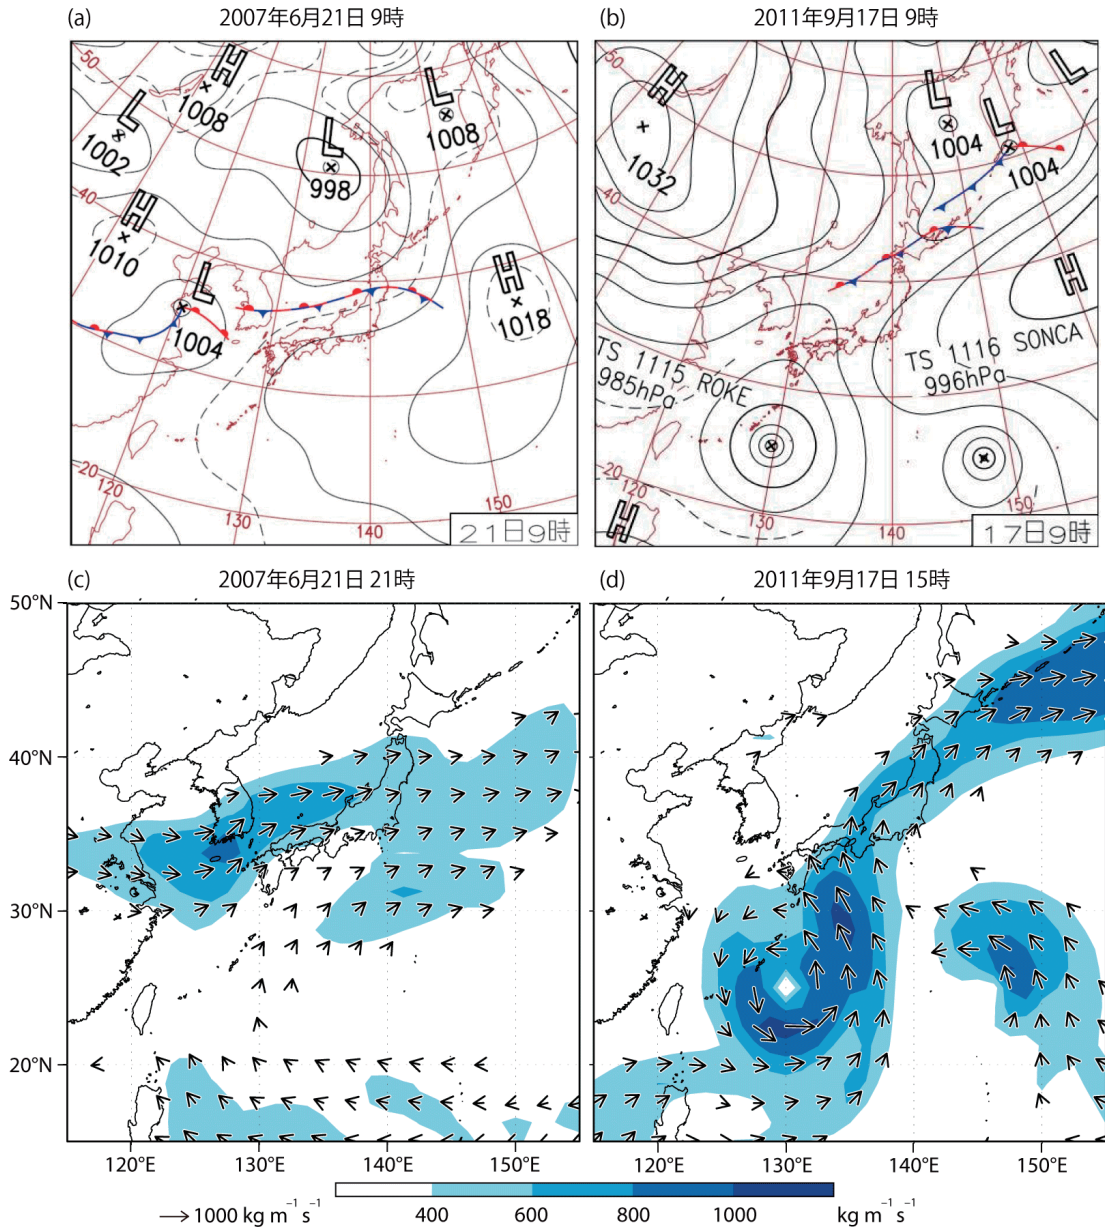 (a) 2007年6月21日 9時
50
H
1008
L
1002
L
998
L
1008
40
H
1010
L
1004
H
1018
20
120
130
140
150
21日9時
(b) 2011年9月17日 9時
50
H
1032
L
1004
L
1004
L
40
H
TS 1115 ROKE
985hPa
TS 1116 SONCA
996hPa
20
120
H
130
140
150
17日9時
(c) 2007年6月21日 21時
50°N
40°N
30°N
20°N
120°E 130°E 140°E 150°E
(d) 2011年9月17日 15時
120°E 130°E 140°E 150°E
1000 kg m⁻¹ s⁻¹
400 600 800 1000 kg m⁻¹ s⁻¹